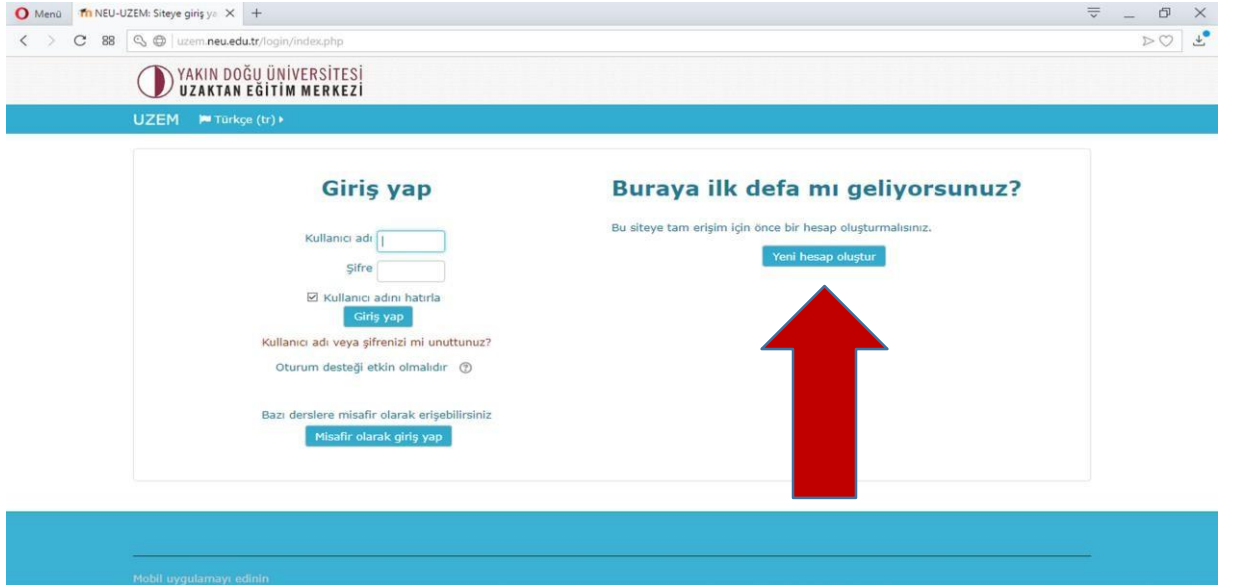 Menü
NEU-UZEM: Siteye giriş ya
uzem.neu.edu.tr/login/index.php
YAKIN DOĞU ÜNİVERSİTESİ
UZAKTAN EĞİTİM MERKEZİ
UZEM Türkçe (tr)
Giriş yap
Kullanıcı adı
Şifre
Kullanıcı adını hatırla
Giriş yap
Kullanıcı adı veya şifrenizi mi unuttunuz?
Oturum desteği etkin olmalıdır
Bazı derslere misafir olarak erişebilirsiniz
Misafir olarak giriş yap
Buraya ilk defa mı geliyorsunuz?
Bu siteye tam erişim için önce bir hesap oluşturmalısınız.
Yeni hesap oluştur
Mobil uygulamayı edinin